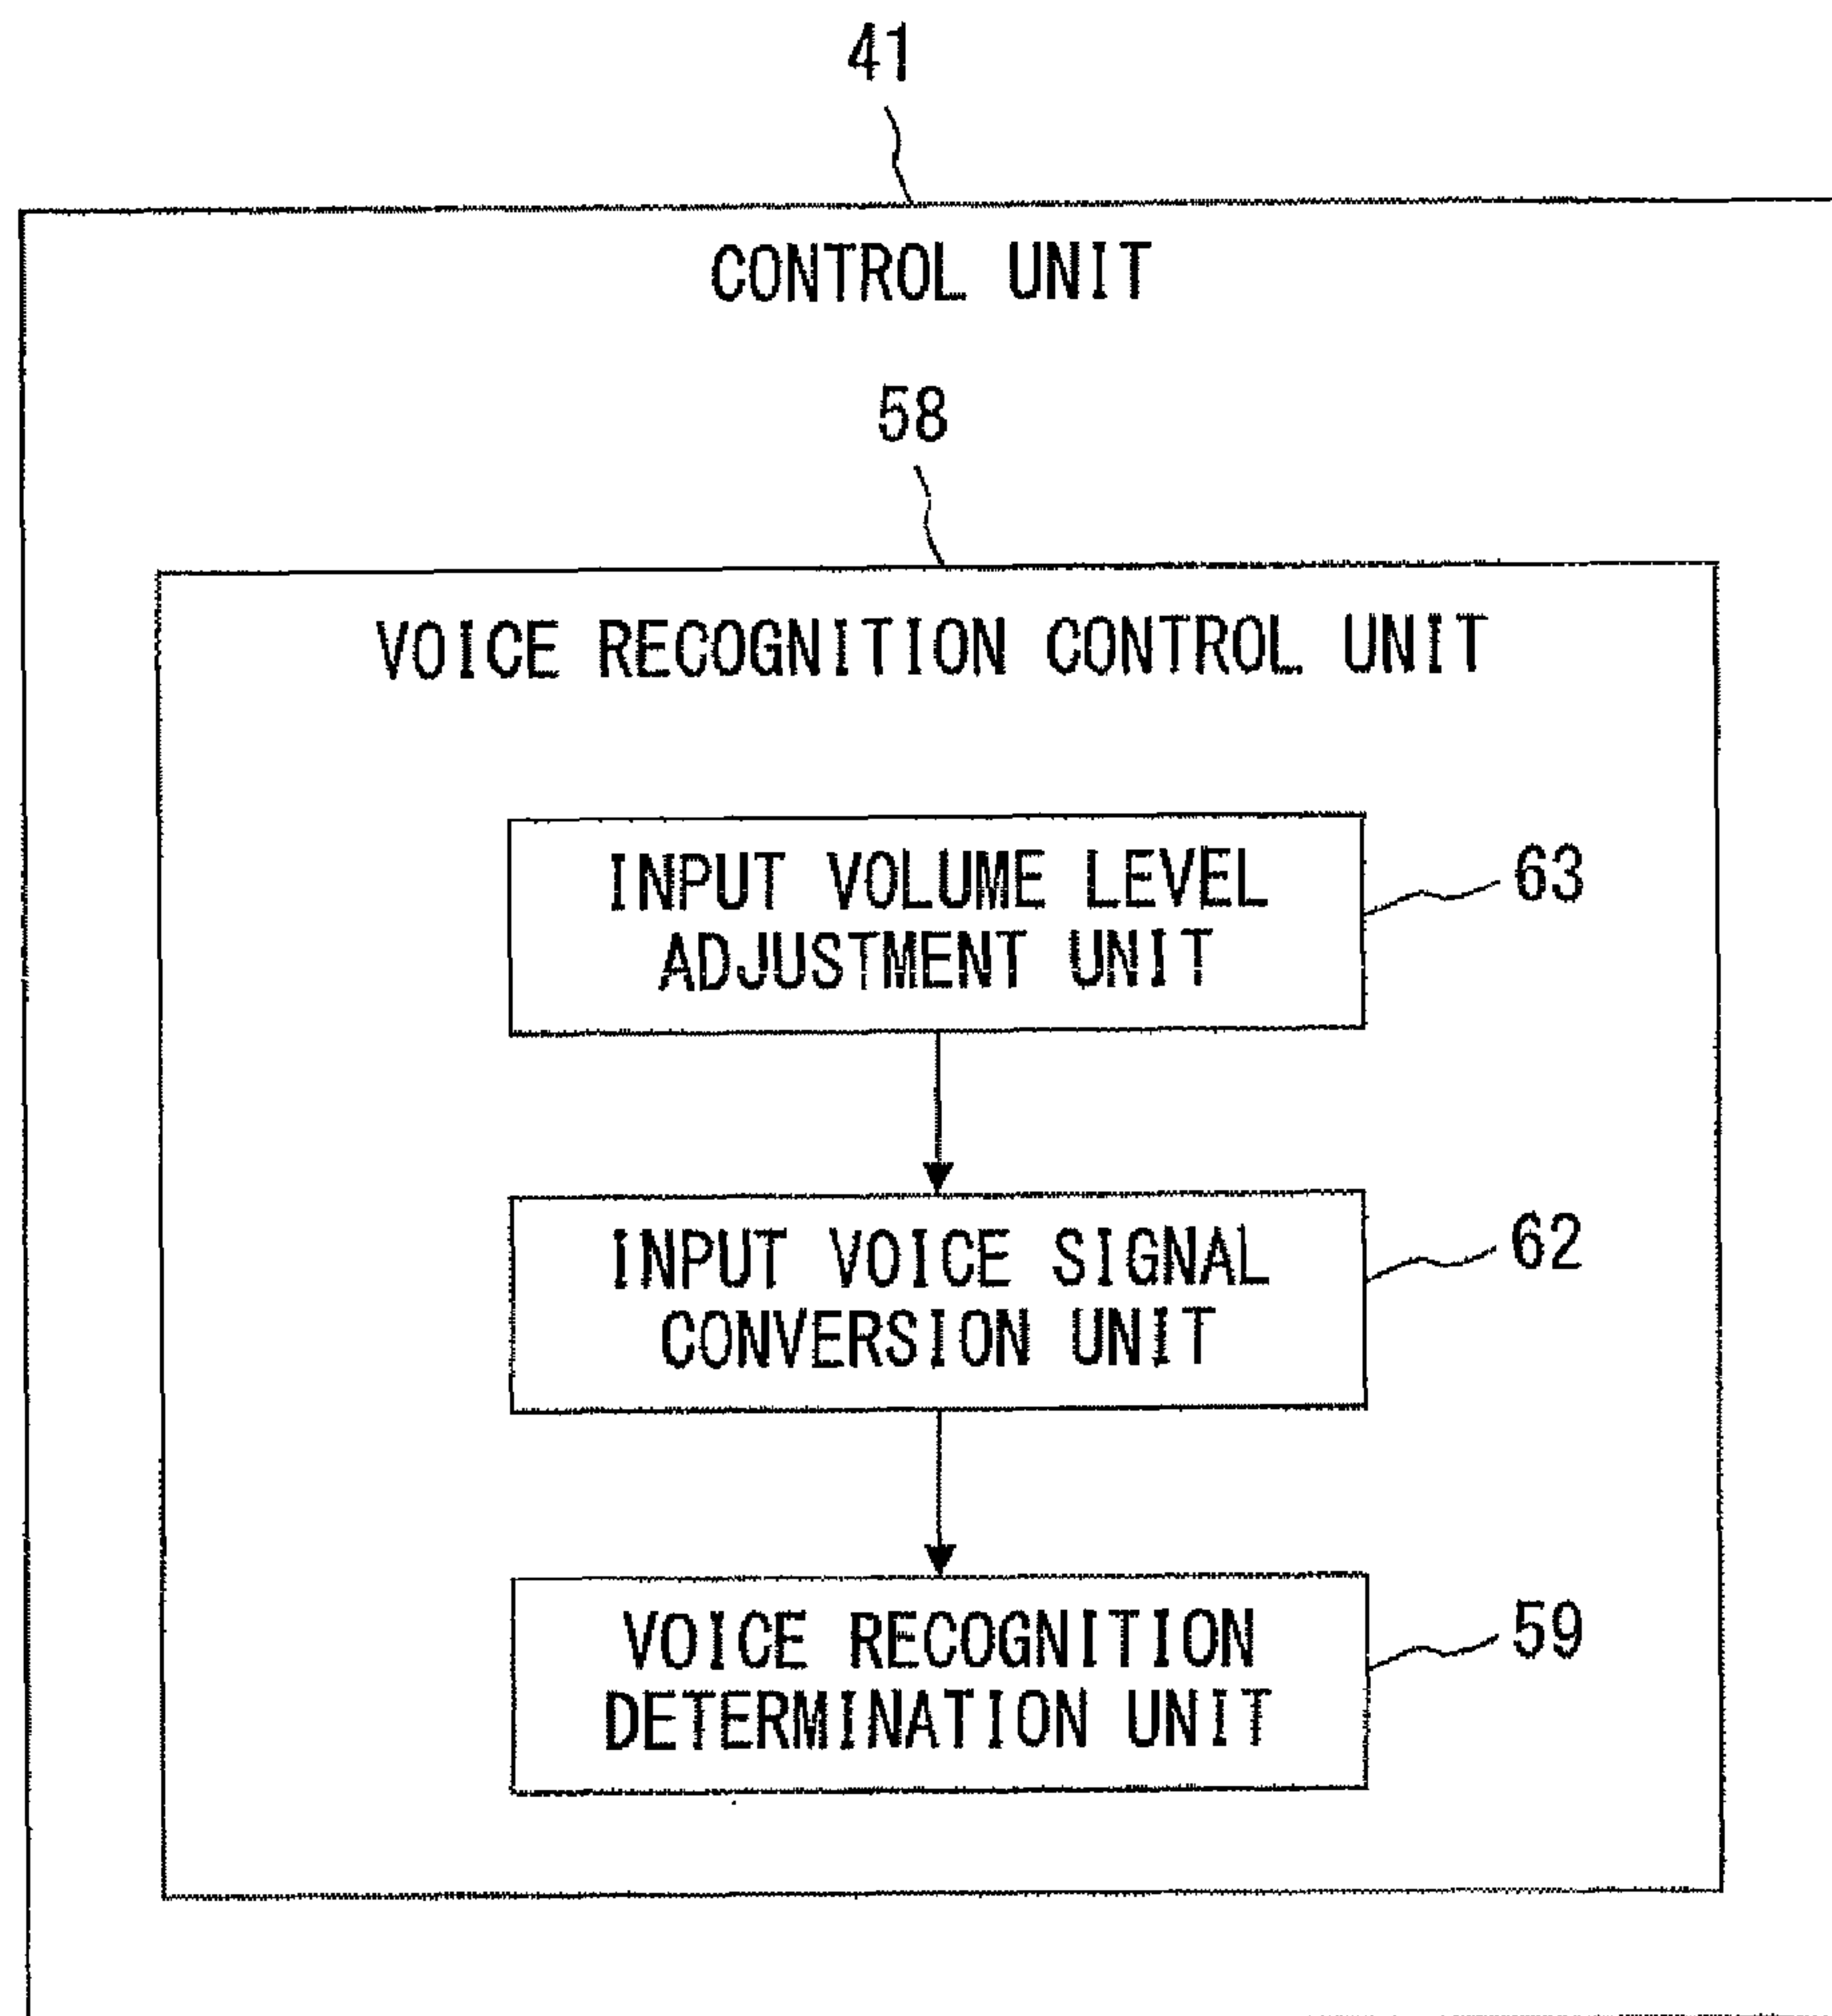 41
CONTROL UNIT
58
VOICE RECOGNITION CONTROL UNIT
INPUT VOLUME LEVEL
ADJUSTMENT UNIT
63
INPUT VOICE SIGNAL
CONVERSION UNIT
62
VOICE RECOGNITION
DETERMINATION UNIT
59